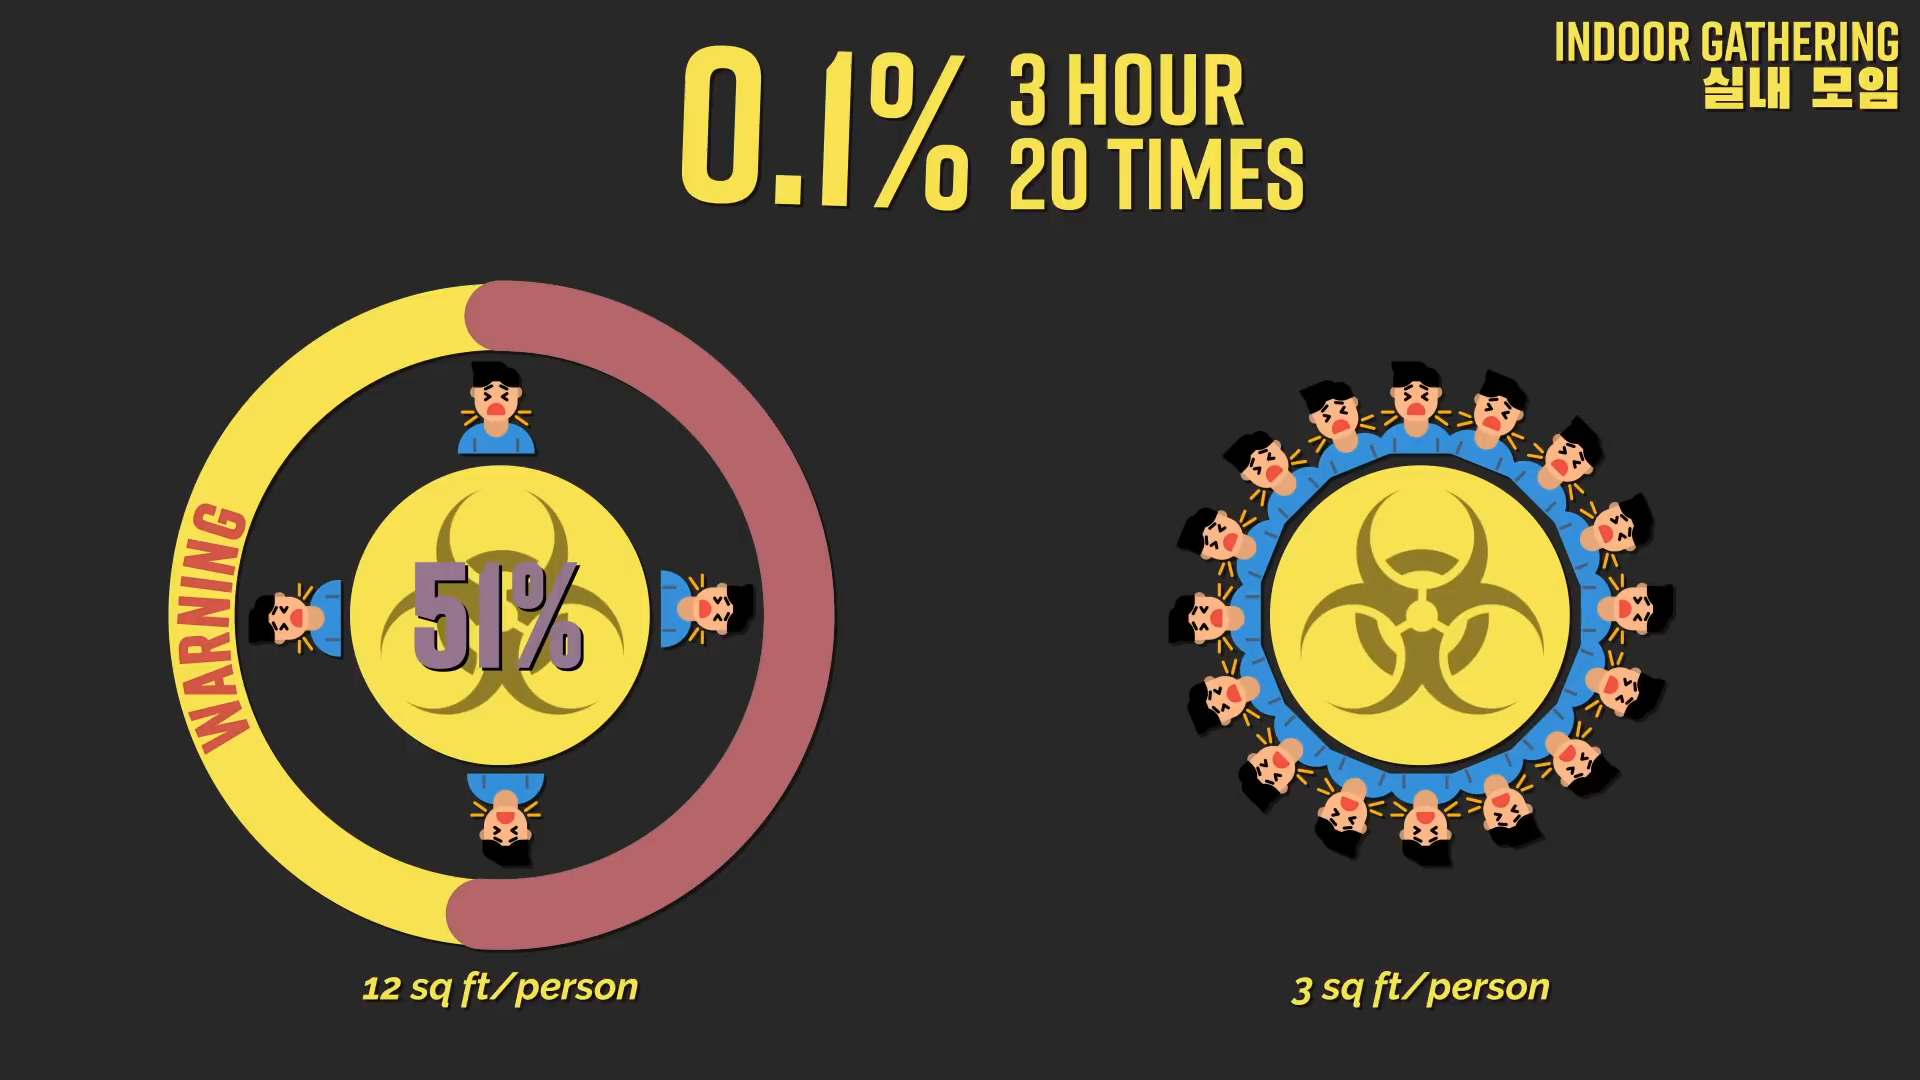 INDOOR GATHERING
실내 모임
0.1%
3 HOUR
20 TIMES
WARNING
51%
12 sq ft/person
3 sq ft/person